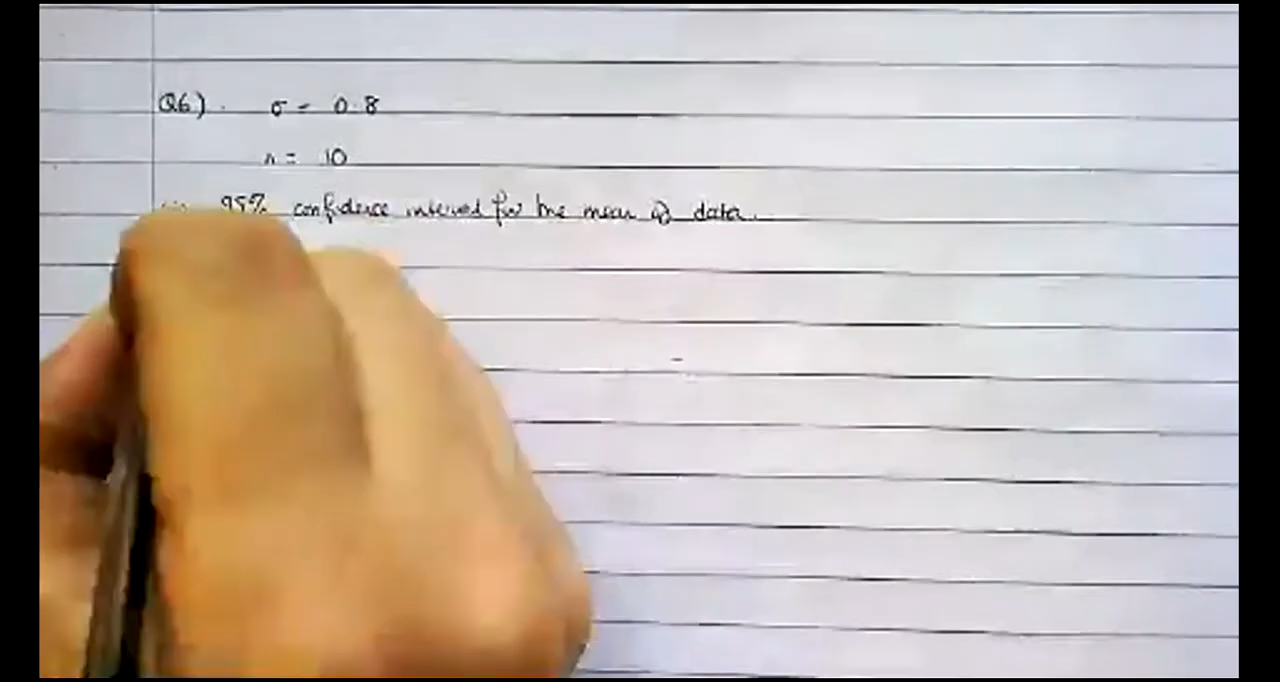 Q6). σ = 0.8
n = 10
95% confidence interval for the mean of data.